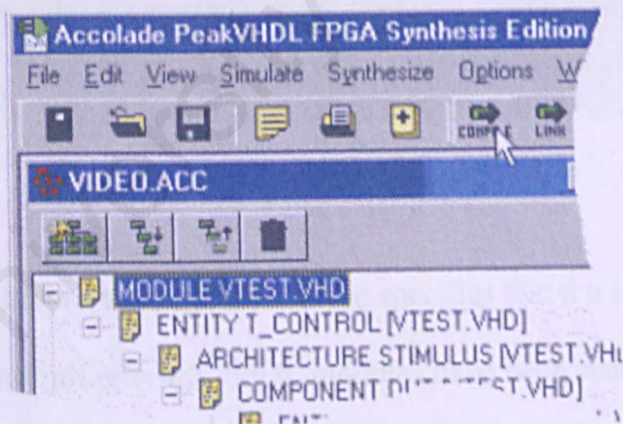 Accolade PeakVHDL FPGA Synthesis Edition
File Edit View Simulate Synthesize Options W
COMPILE LINK
VIDEO.ACC
MODULE VTEST.VHD
ENTITY T_CONTROL [VTEST.VHD]
ARCHITECTURE STIMULUS [VTEST.VH
COMPONENT